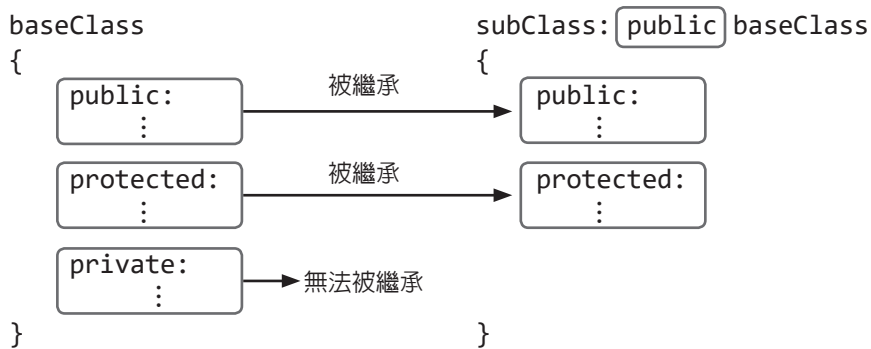 baseClass
{
public:
⋮
被繼承
protected:
⋮
被繼承
private:
⋮
無法被繼承
}
subClass: public baseClass
{
public:
⋮
protected:
⋮
}